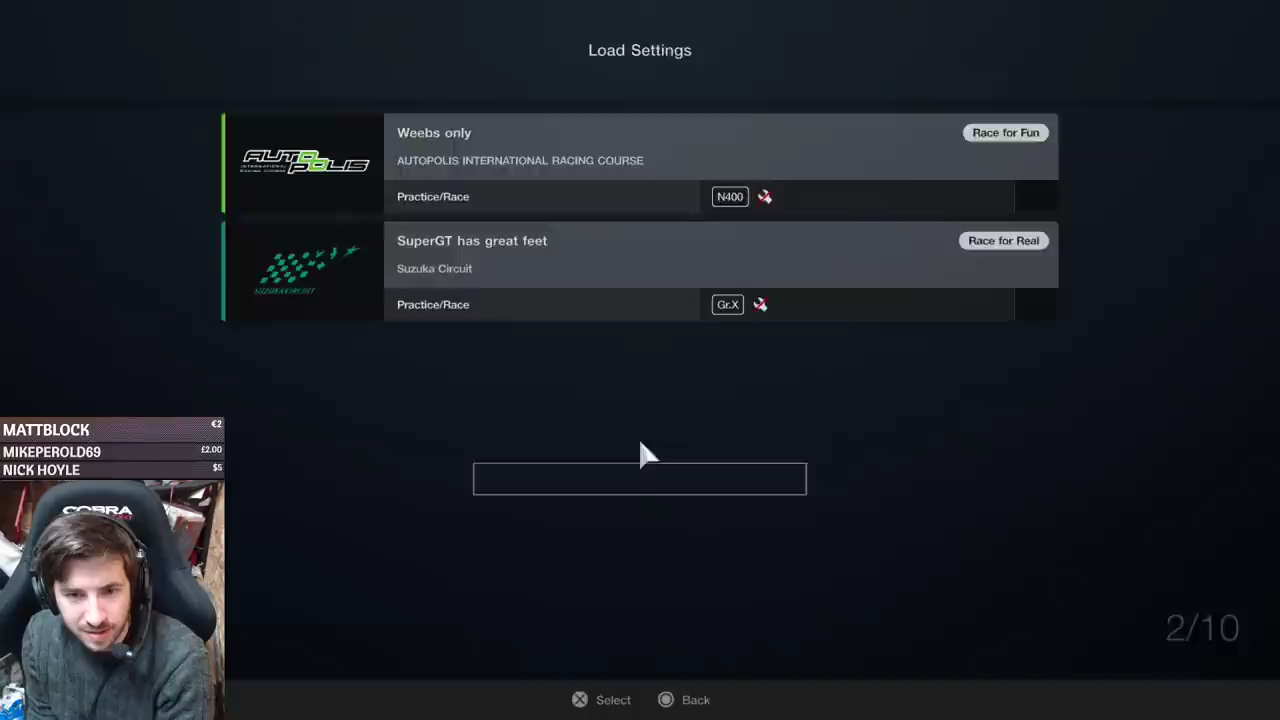 Load Settings
Weebs only
Race for Fun
AUTOPOLIS
AUTOPOLIS INTERNATIONAL RACING COURSE
Practice/Race
N400
SuperGT has great feet
Race for Real
SUZUKA CIRCUIT
Suzuka Circuit
Practice/Race
Gr.X
MATTBLOCK €2
MIKEPEROLD69 £2.00
NICK HOYLE $5
COBRA
2/10
Select
Back